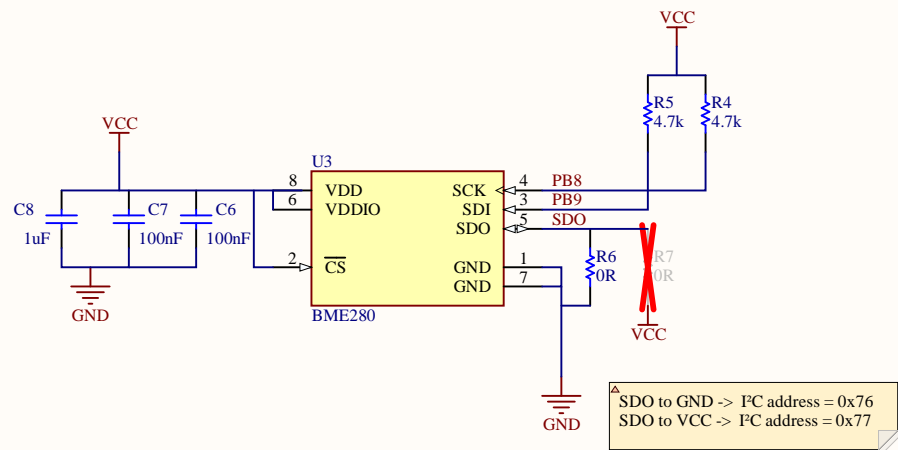 VCC
R5
4.7k
R4
4.7k
VCC
U3
C8
1uF
C7
100nF
C6
100nF
GND
8
VDD
6
VDDIO
2
CS
SCK
4
PB8
SDI
3
PB9
SDO
5
SDO
GND
1
GND
7
BME280
R6
0R
R7
0R
VCC
GND
SDO to GND -> I²C address = 0x76
SDO to VCC -> I²C address = 0x77